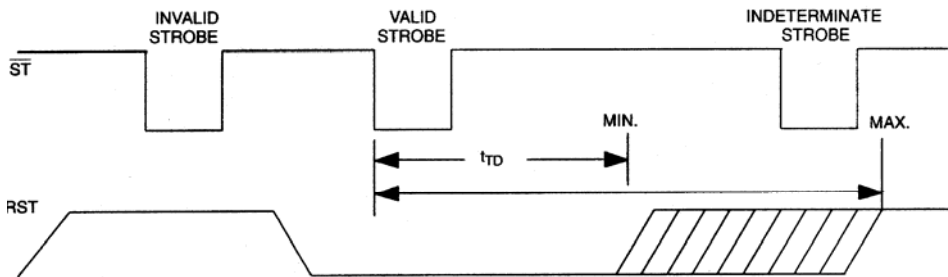 INVALID
STROBE
VALID
STROBE
INDETERMINATE
STROBE
ST
MIN.
MAX.
tTD
RST